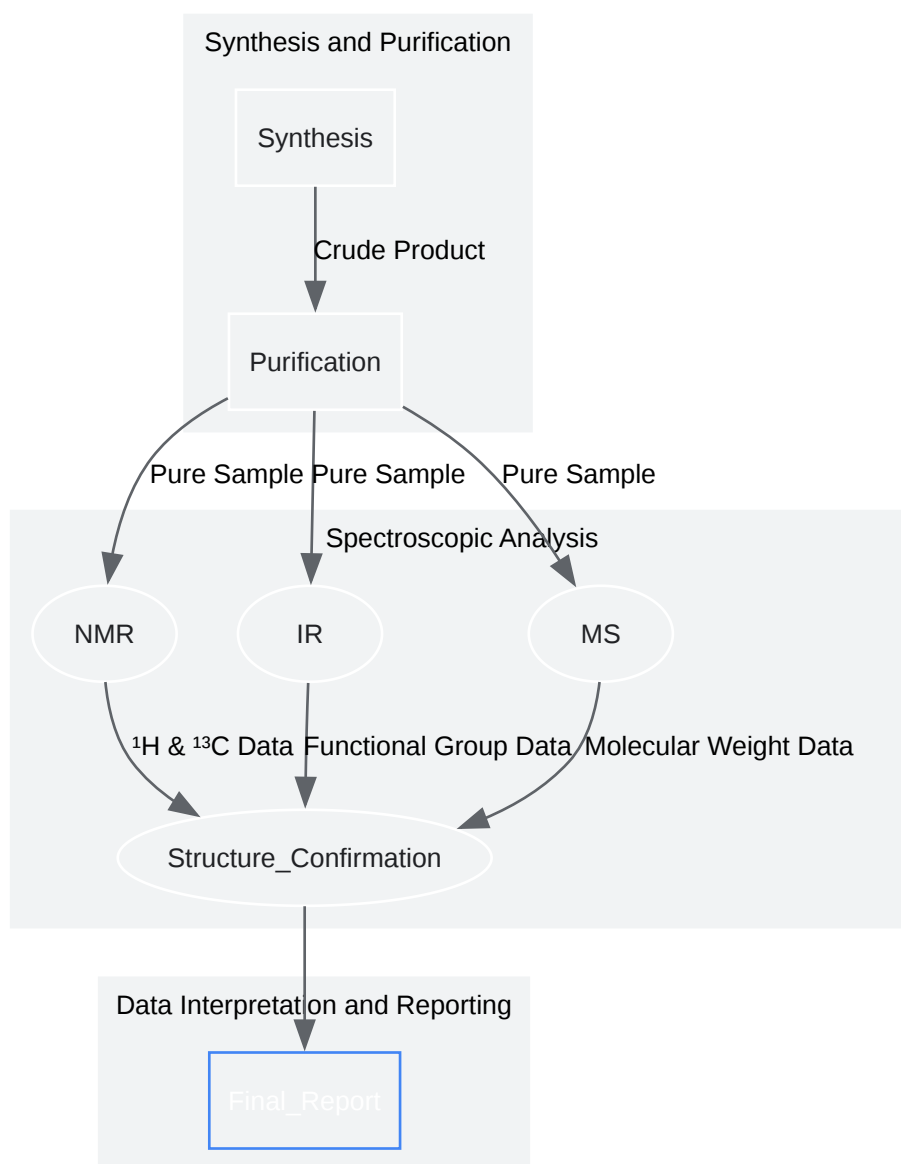 Synthesis and Purification
Synthesis
Crude Product
Purification
Pure Sample
Pure Sample
Pure Sample
Spectroscopic Analysis
NMR
IR
MS
¹H & ¹³C Data
Functional Group Data
Molecular Weight Data
Structure_Confirmation
Data Interpretation and Reporting
Final_Report